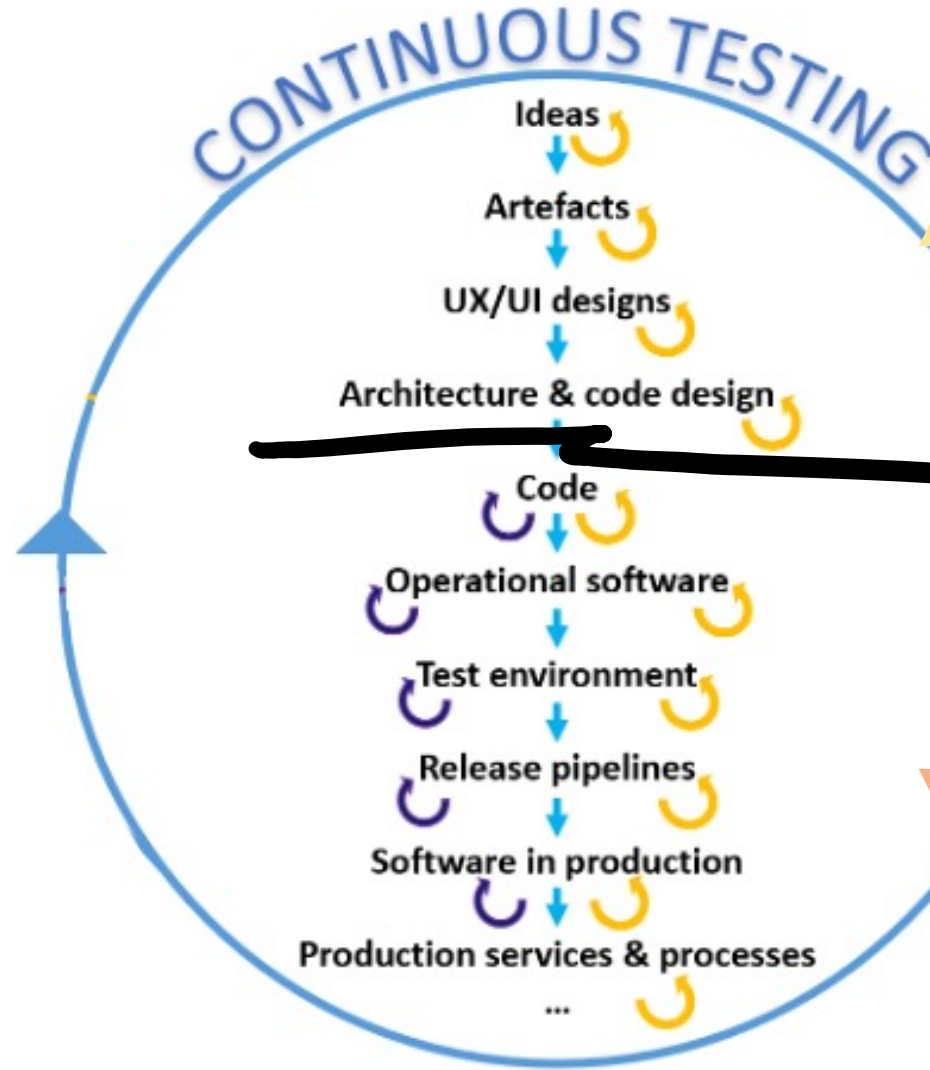 CONTINUOUS TESTING
Ideas
Artefacts
UX/UI designs
Architecture & code design
Code
Operational software
Test environment
Release pipelines
Software in production
Production services & processes
...